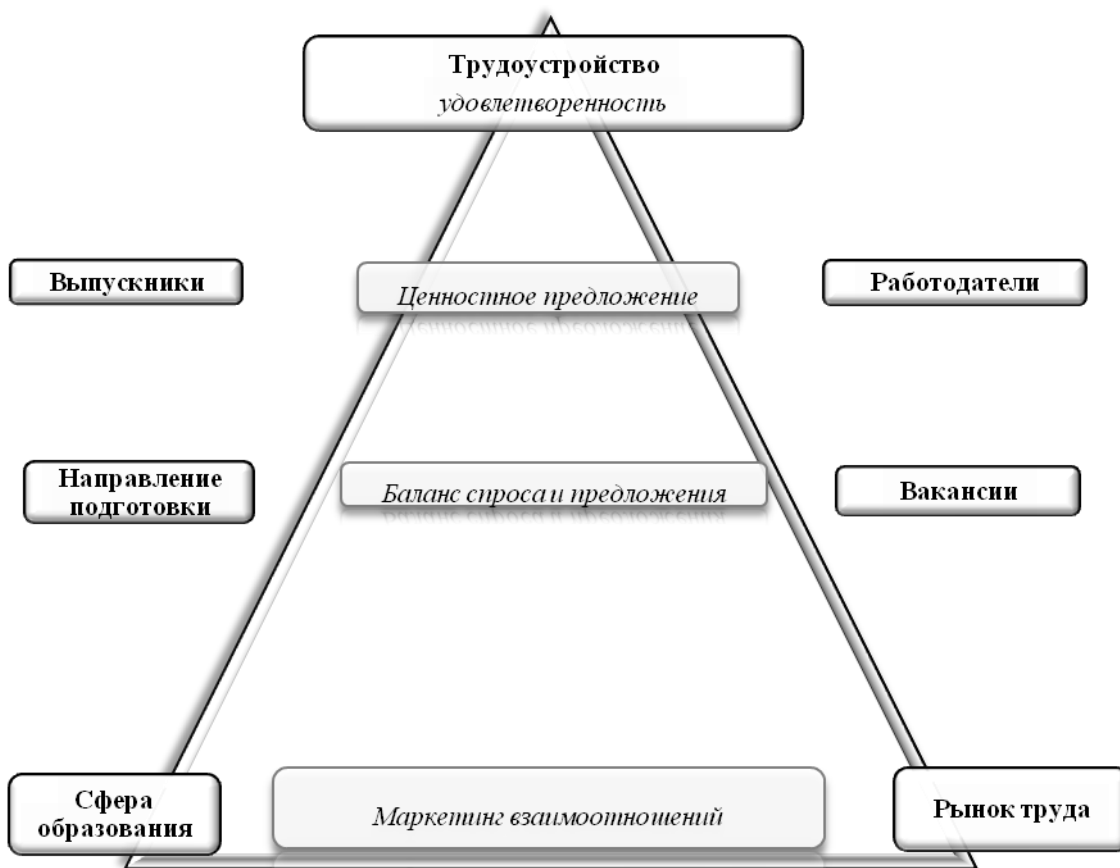 Трудоустройство
удовлетворенность
Выпускники
Ценностное предложение
Работодатели
Направление
подготовки
Баланс спроса и предложения
Вакансии
Сфера
образования
Маркетинг взаимоотношений
Рынок труда